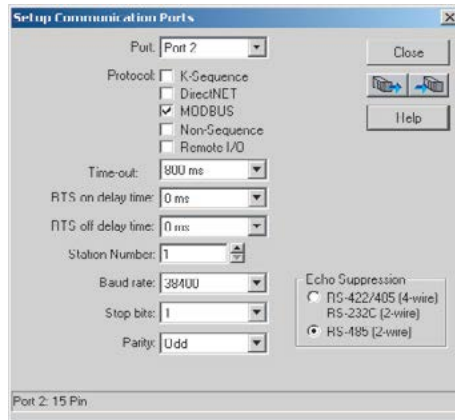 Setup Communication Ports
Port: Port 2
Close
Protocol: K-Sequence
DirectNET
MODBUS
Non-Sequence
Remote I/O
Help
Time-out: 800 ms
RTS on delay time: 0 ms
RTS off delay time: 0 ms
Station Number: 1
Baud rate: 38400
Stop bits: 1
Parity: Odd
Echo Suppression
RS-422/485 (4-wire)
RS-232C (2-wire)
RS-485 (2-wire)
Port 2: 15 Pin